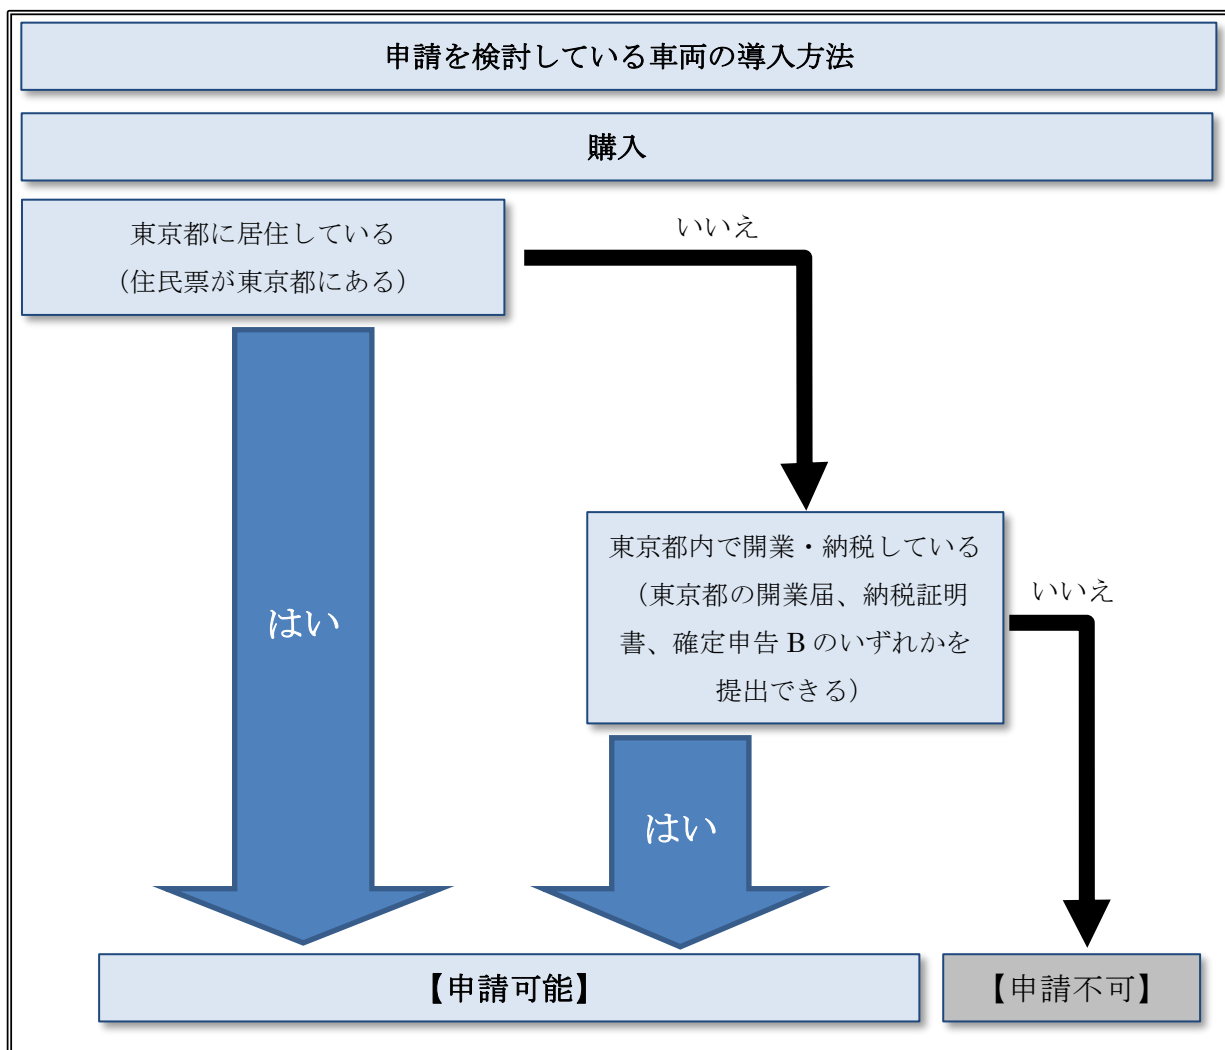 申請を検討している車両の導入方法
購入
東京都に居住している
（住民票が東京都にある）
いいえ
東京都内で開業・納税している
（東京都の開業届、納税証明
書、確定申告 B のいずれかを
提出できる）
いいえ
はい
はい
【申請可能】
【申請不可】